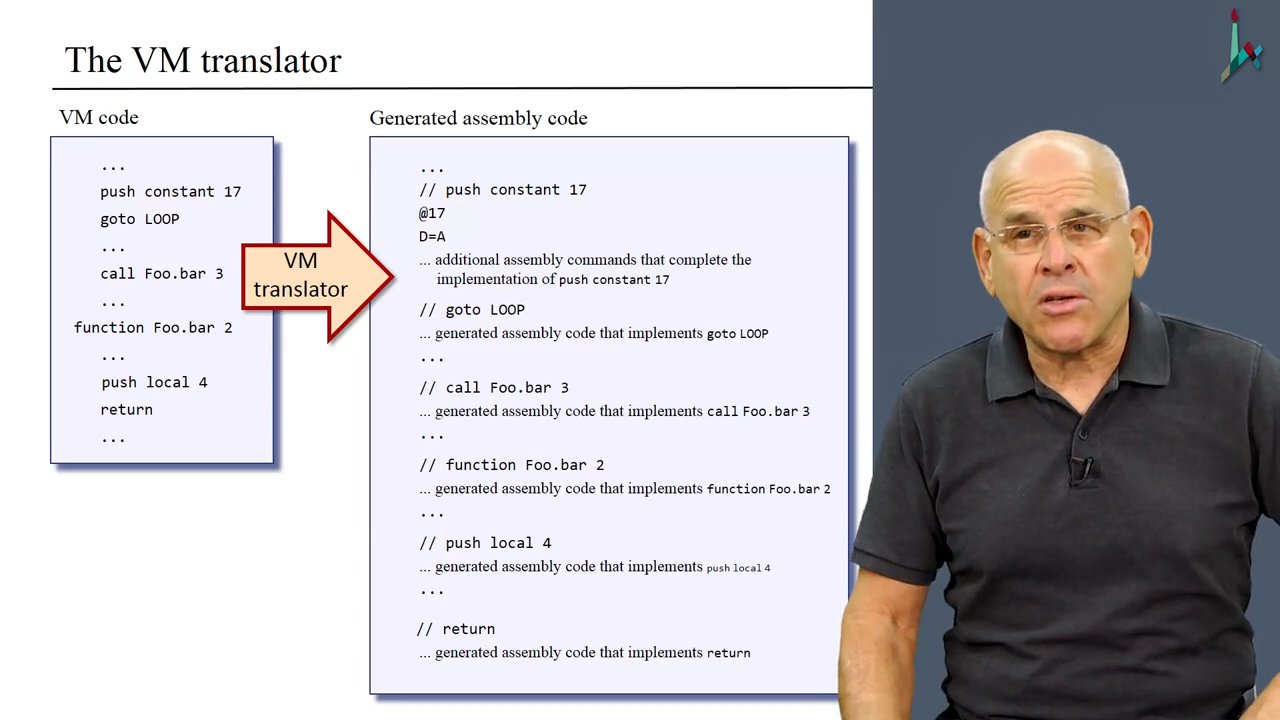 The VM translator
VM code
...
push constant 17
goto LOOP
...
call Foo.bar 3
...
function Foo.bar 2
...
push local 4
return
...
VM
translator
Generated assembly code
...
// push constant 17
@17
D=A
... additional assembly commands that complete the
implementation of push constant 17
// goto LOOP
... generated assembly code that implements goto LOOP
...
// call Foo.bar 3
... generated assembly code that implements call Foo.bar 3
...
// function Foo.bar 2
... generated assembly code that implements function Foo.bar 2
...
// push local 4
... generated assembly code that implements push local 4
...
// return
... generated assembly code that implements return